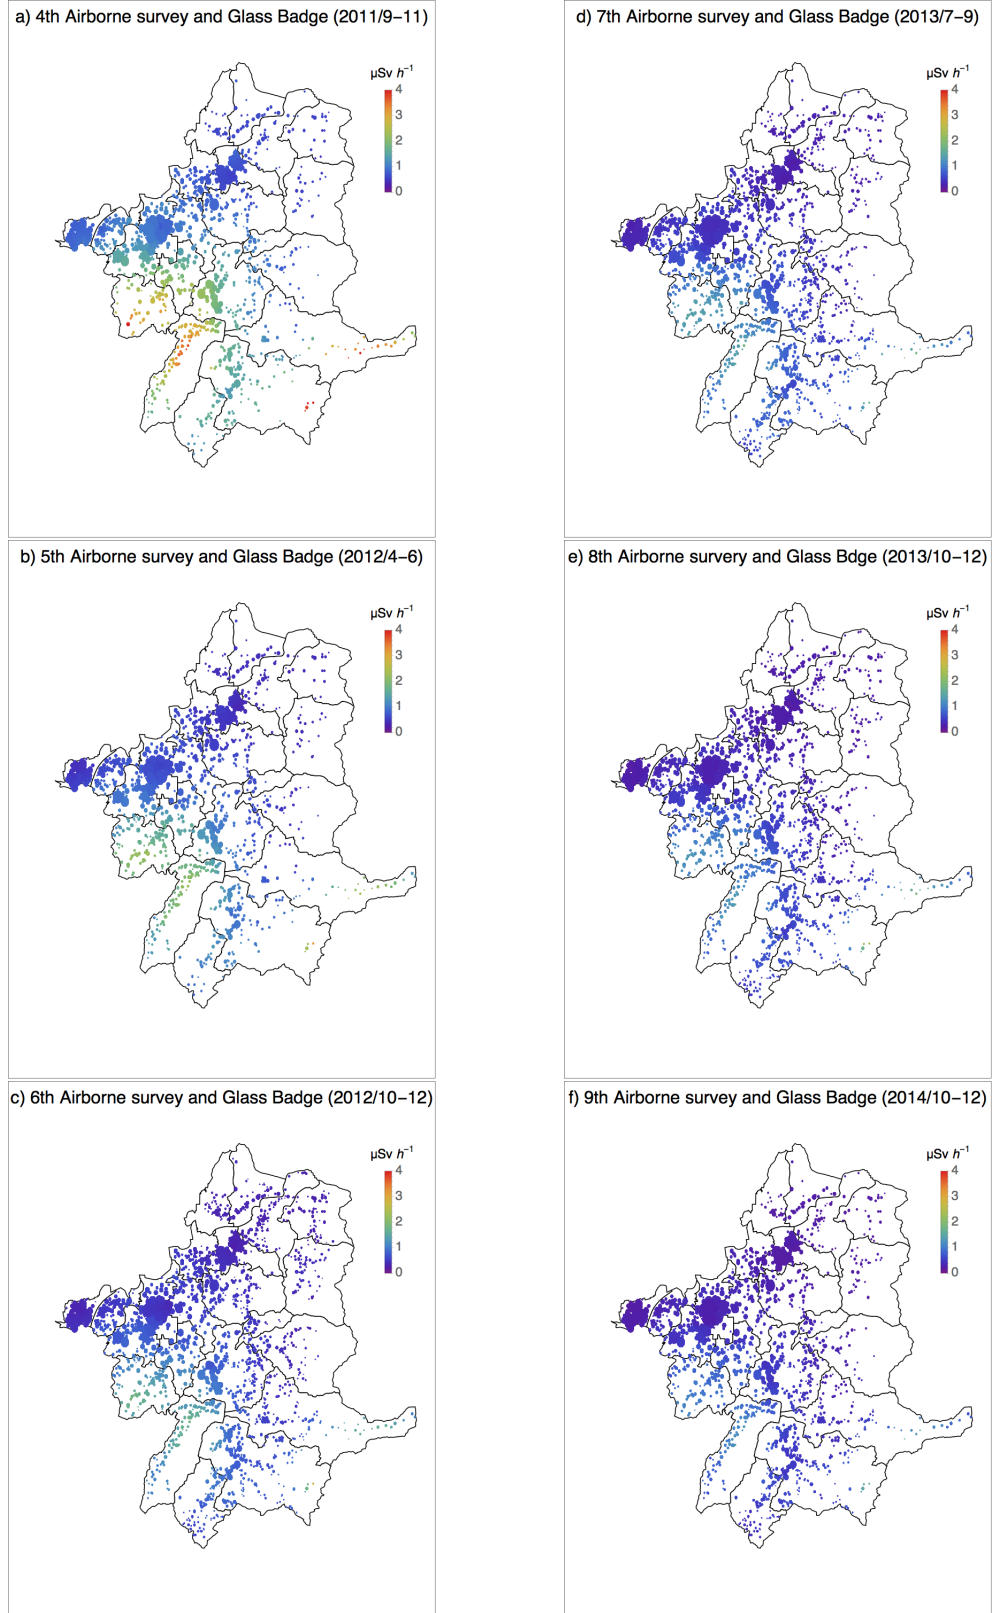 a) 4th Airborne survey and Glass Badge (2011/9−11)
µSv h⁻¹
4
3
2
1
0
b) 5th Airborne survey and Glass Badge (2012/4−6)
µSv h⁻¹
4
3
2
1
0
c) 6th Airborne survey and Glass Badge (2012/10−12)
µSv h⁻¹
4
3
2
1
0
d) 7th Airborne survey and Glass Badge (2013/7−9)
µSv h⁻¹
4
3
2
1
0
e) 8th Airborne survery and Glass Bdge (2013/10−12)
µSv h⁻¹
4
3
2
1
0
f) 9th Airborne survey and Glass Badge (2014/10−12)
µSv h⁻¹
4
3
2
1
0